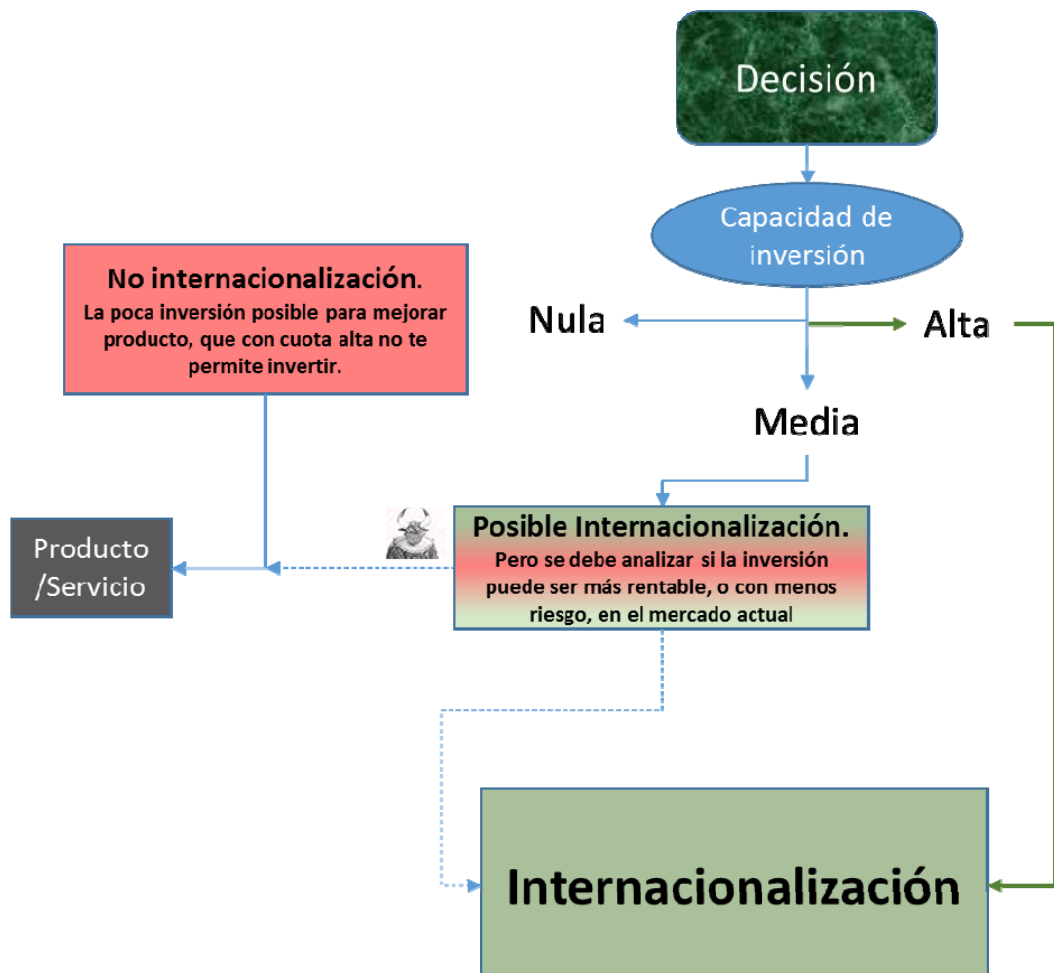 Decisión
Capacidad de
inversión
No internacionalización.
La poca inversión posible para mejorar
producto, que con cuota alta no te
permite invertir.
Nula
Alta
Media
Posible Internacionalización.
Pero se debe analizar si la inversión
puede ser más rentable, o con menos
riesgo, en el mercado actual
Producto
/Servicio
Internacionalización